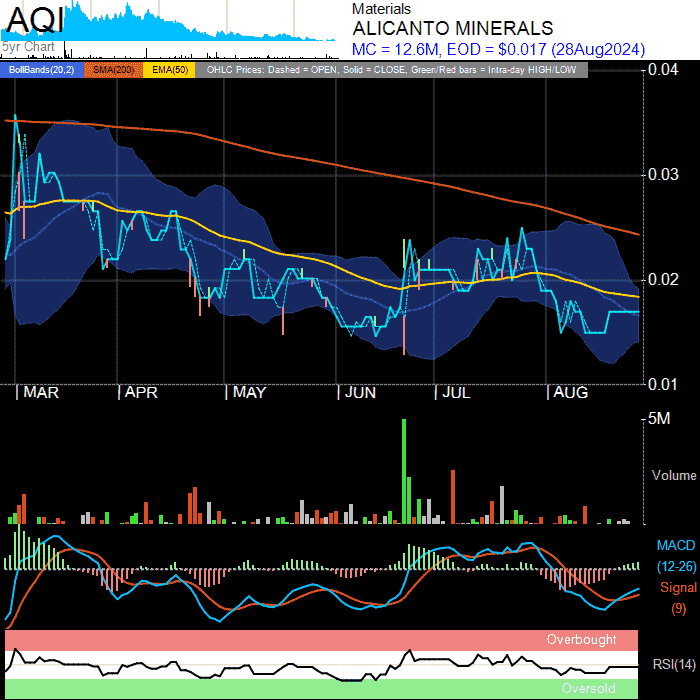 AQI
5yr Chart
Materials
ALICANTO MINERALS
MC = 12.6M, EOD = $0.017 (28Aug2024)
BollBands(20,2) SMA(200) EMA(50) OHLC Prices: Dashed = OPEN, Solid = CLOSE, Green/Red bars = Intra-day HIGH/LOW
0.04
0.03
0.02
0.01
MAR APR MAY JUN JUL AUG
5M
Volume
MACD
(12-26)
Signal
(9)
Overbought
RSI(14)
Oversold